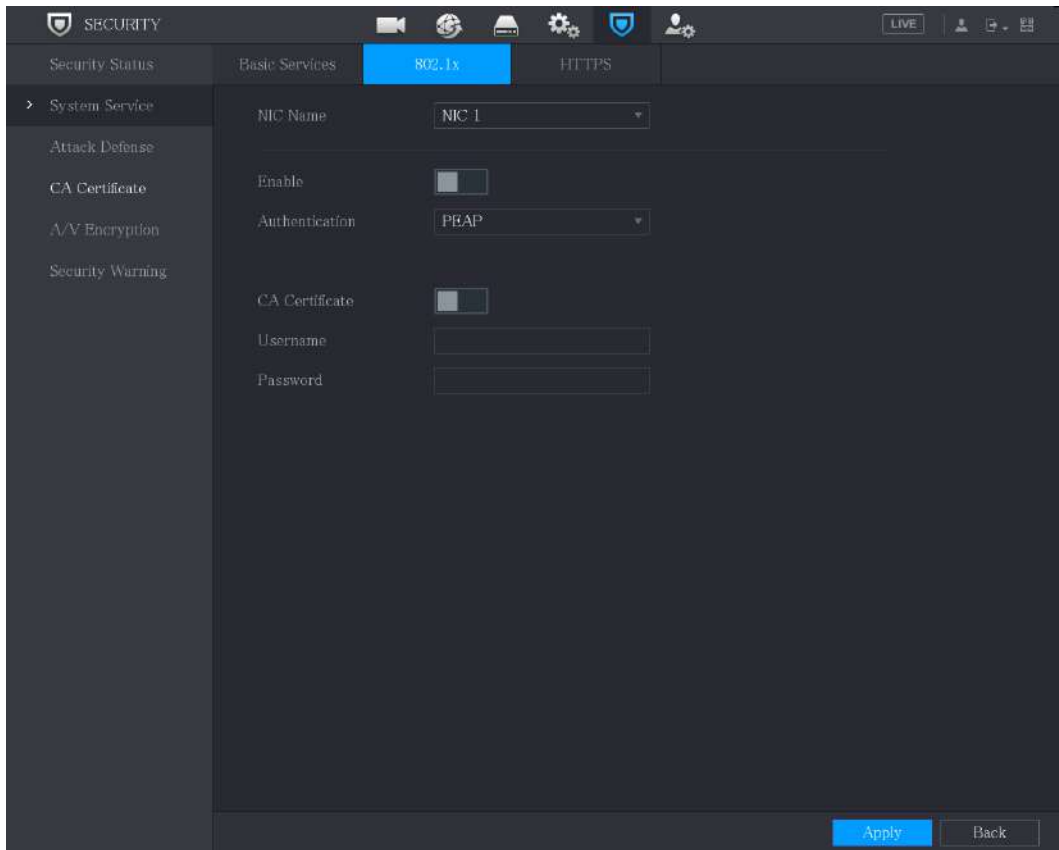 SECURITY
LIVE
Security Status
System Service
Attack Defense
CA Certificate
A/V Encryption
Security Warning
Basic Services 802.1x HTTPS
NIC Name NIC 1
Enable
Authentication PEAP
CA Certificate
Username
Password
Apply Back